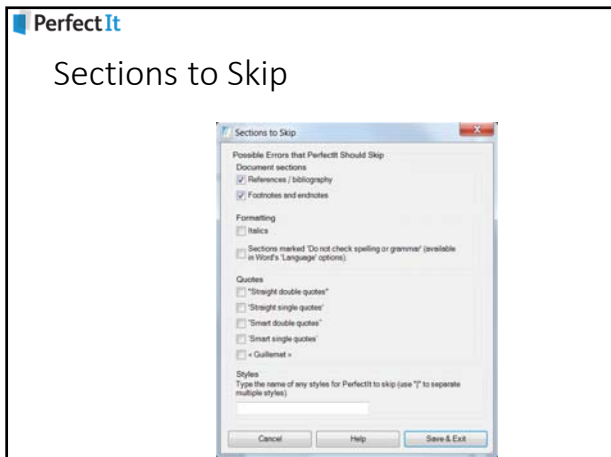 PerfectIt
Sections to Skip
Sections to Skip
Possible Errors that PerfectIt Should Skip
Document sections
References / bibliography
Footnotes and endnotes
Formatting
Italics
Sections marked 'Do not check spelling or grammar' (available
in Word's 'Language' options)
Quotes
"Straight double quotes"
'Straight single quotes'
“Smart double quotes”
‘Smart single quotes’
« Guillemet »
Styles
Type the name of any styles for PerfectIt to skip (use "|" to separate
multiple styles)
Cancel Help Save & Exit